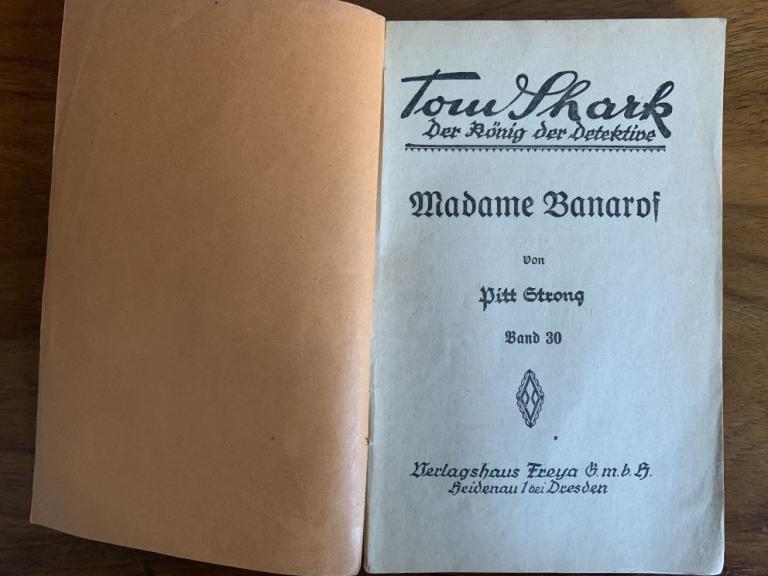 Tom Shark
Der König der Detektive
Madame Banarof
von
Pitt Strong
Band 30
Verlagshaus Freya G.m.b.H.
Heidenau 1 bei Dresden